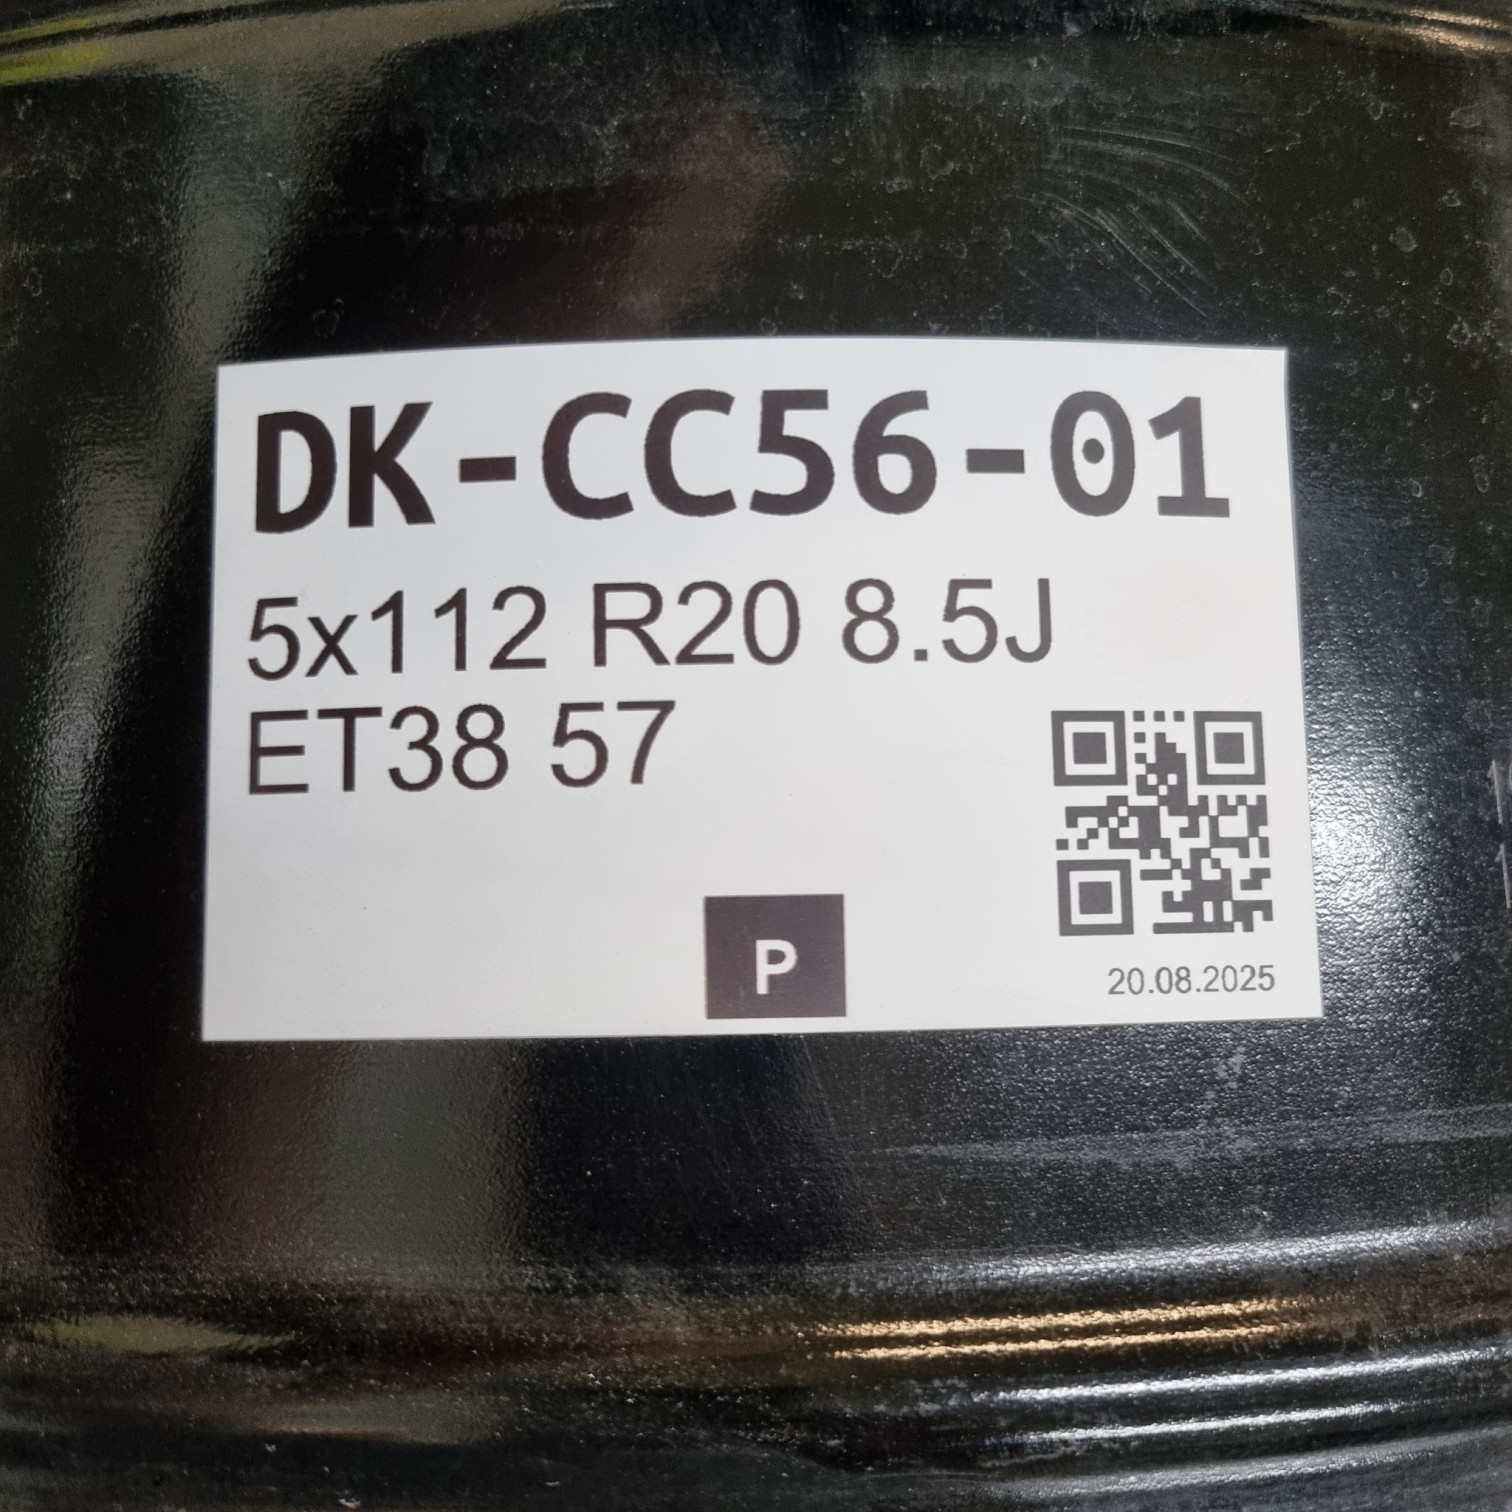 DK-CC56-01
5x112 R20 8.5J
ET38 57
P
20.08.2025